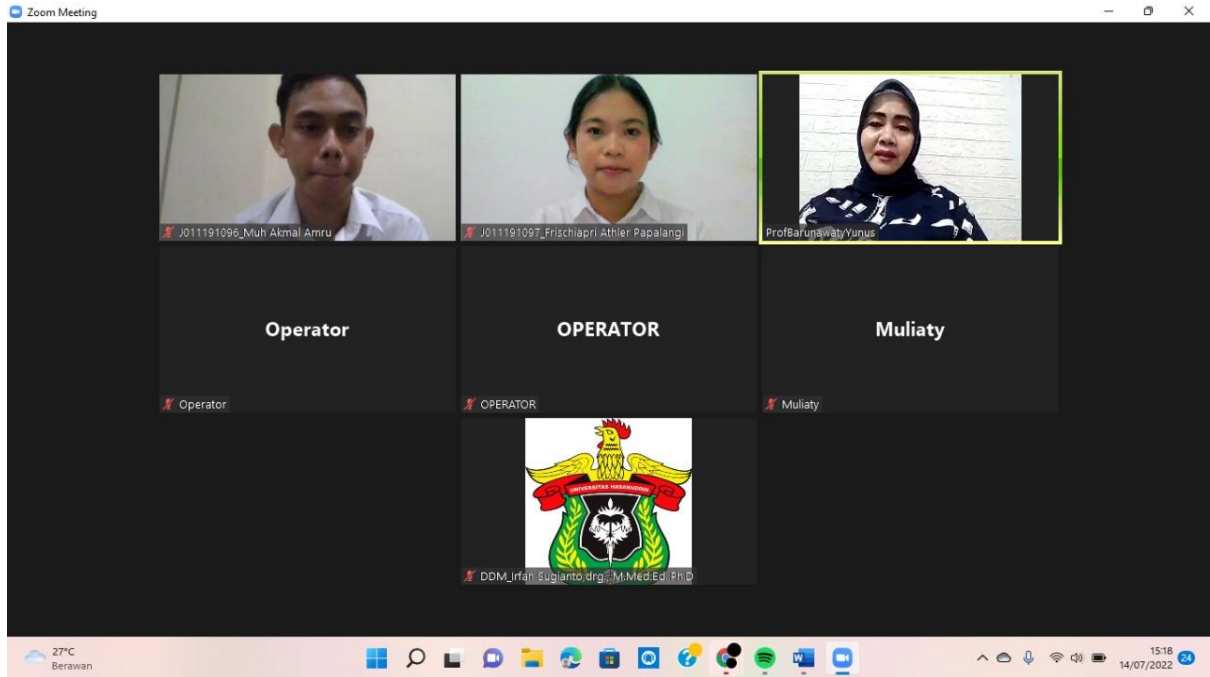 Zoom Meeting
J011191096_Muh Akmal Amru
J011191097_Frischiapri Athler Papalangi
ProfBarunawatyYunus
Operator
OPERATOR
Muliaty
Operator
OPERATOR
Muliaty
UNIVERSITAS HASANUDDIN
DDM_Irfan Sugianto,drg., M.Med.Ed.,Ph.D
27°C
Berawan
15:18
14/07/2022
24